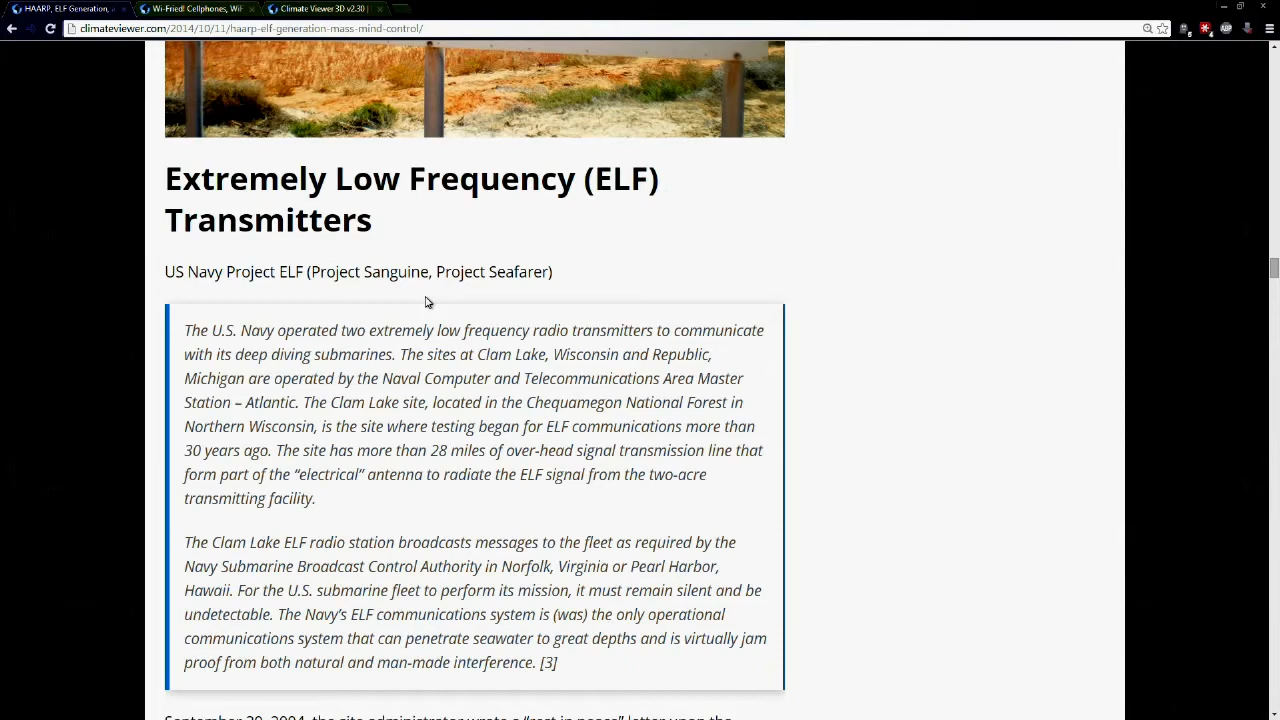 HAARP, ELF Generation,
Wi-Fried! Cellphones, WiF
Climate Viewer 3D v2.30 |
climateviewer.com/2014/10/11/haarp-elf-generation-mass-mind-control/
Extremely Low Frequency (ELF)
Transmitters
US Navy Project ELF (Project Sanguine, Project Seafarer)
The U.S. Navy operated two extremely low frequency radio transmitters to communicate
with its deep diving submarines. The sites at Clam Lake, Wisconsin and Republic,
Michigan are operated by the Naval Computer and Telecommunications Area Master
Station – Atlantic. The Clam Lake site, located in the Chequamegon National Forest in
Northern Wisconsin, is the site where testing began for ELF communications more than
30 years ago. The site has more than 28 miles of over-head signal transmission line that
form part of the “electrical” antenna to radiate the ELF signal from the two-acre
transmitting facility.
The Clam Lake ELF radio station broadcasts messages to the fleet as required by the
Navy Submarine Broadcast Control Authority in Norfolk, Virginia or Pearl Harbor,
Hawaii. For the U.S. submarine fleet to perform its mission, it must remain silent and be
undetectable. The Navy’s ELF communications system is (was) the only operational
communications system that can penetrate seawater to great depths and is virtually jam
proof from both natural and man-made interference. [3]
September 29, 2004, the site administrator wrote a “rest in peace” letter upon the